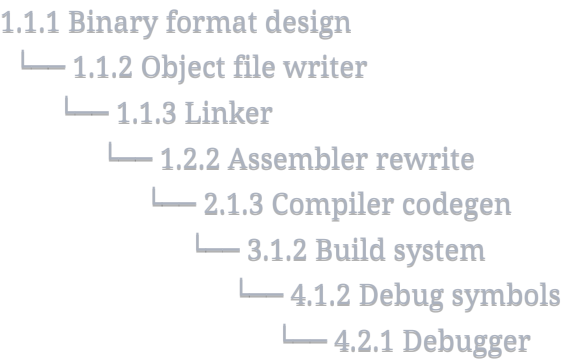 1.1.1 Binary format design
└── 1.1.2 Object file writer
└── 1.1.3 Linker
└── 1.2.2 Assembler rewrite
└── 2.1.3 Compiler codegen
└── 3.1.2 Build system
└── 4.1.2 Debug symbols
└── 4.2.1 Debugger